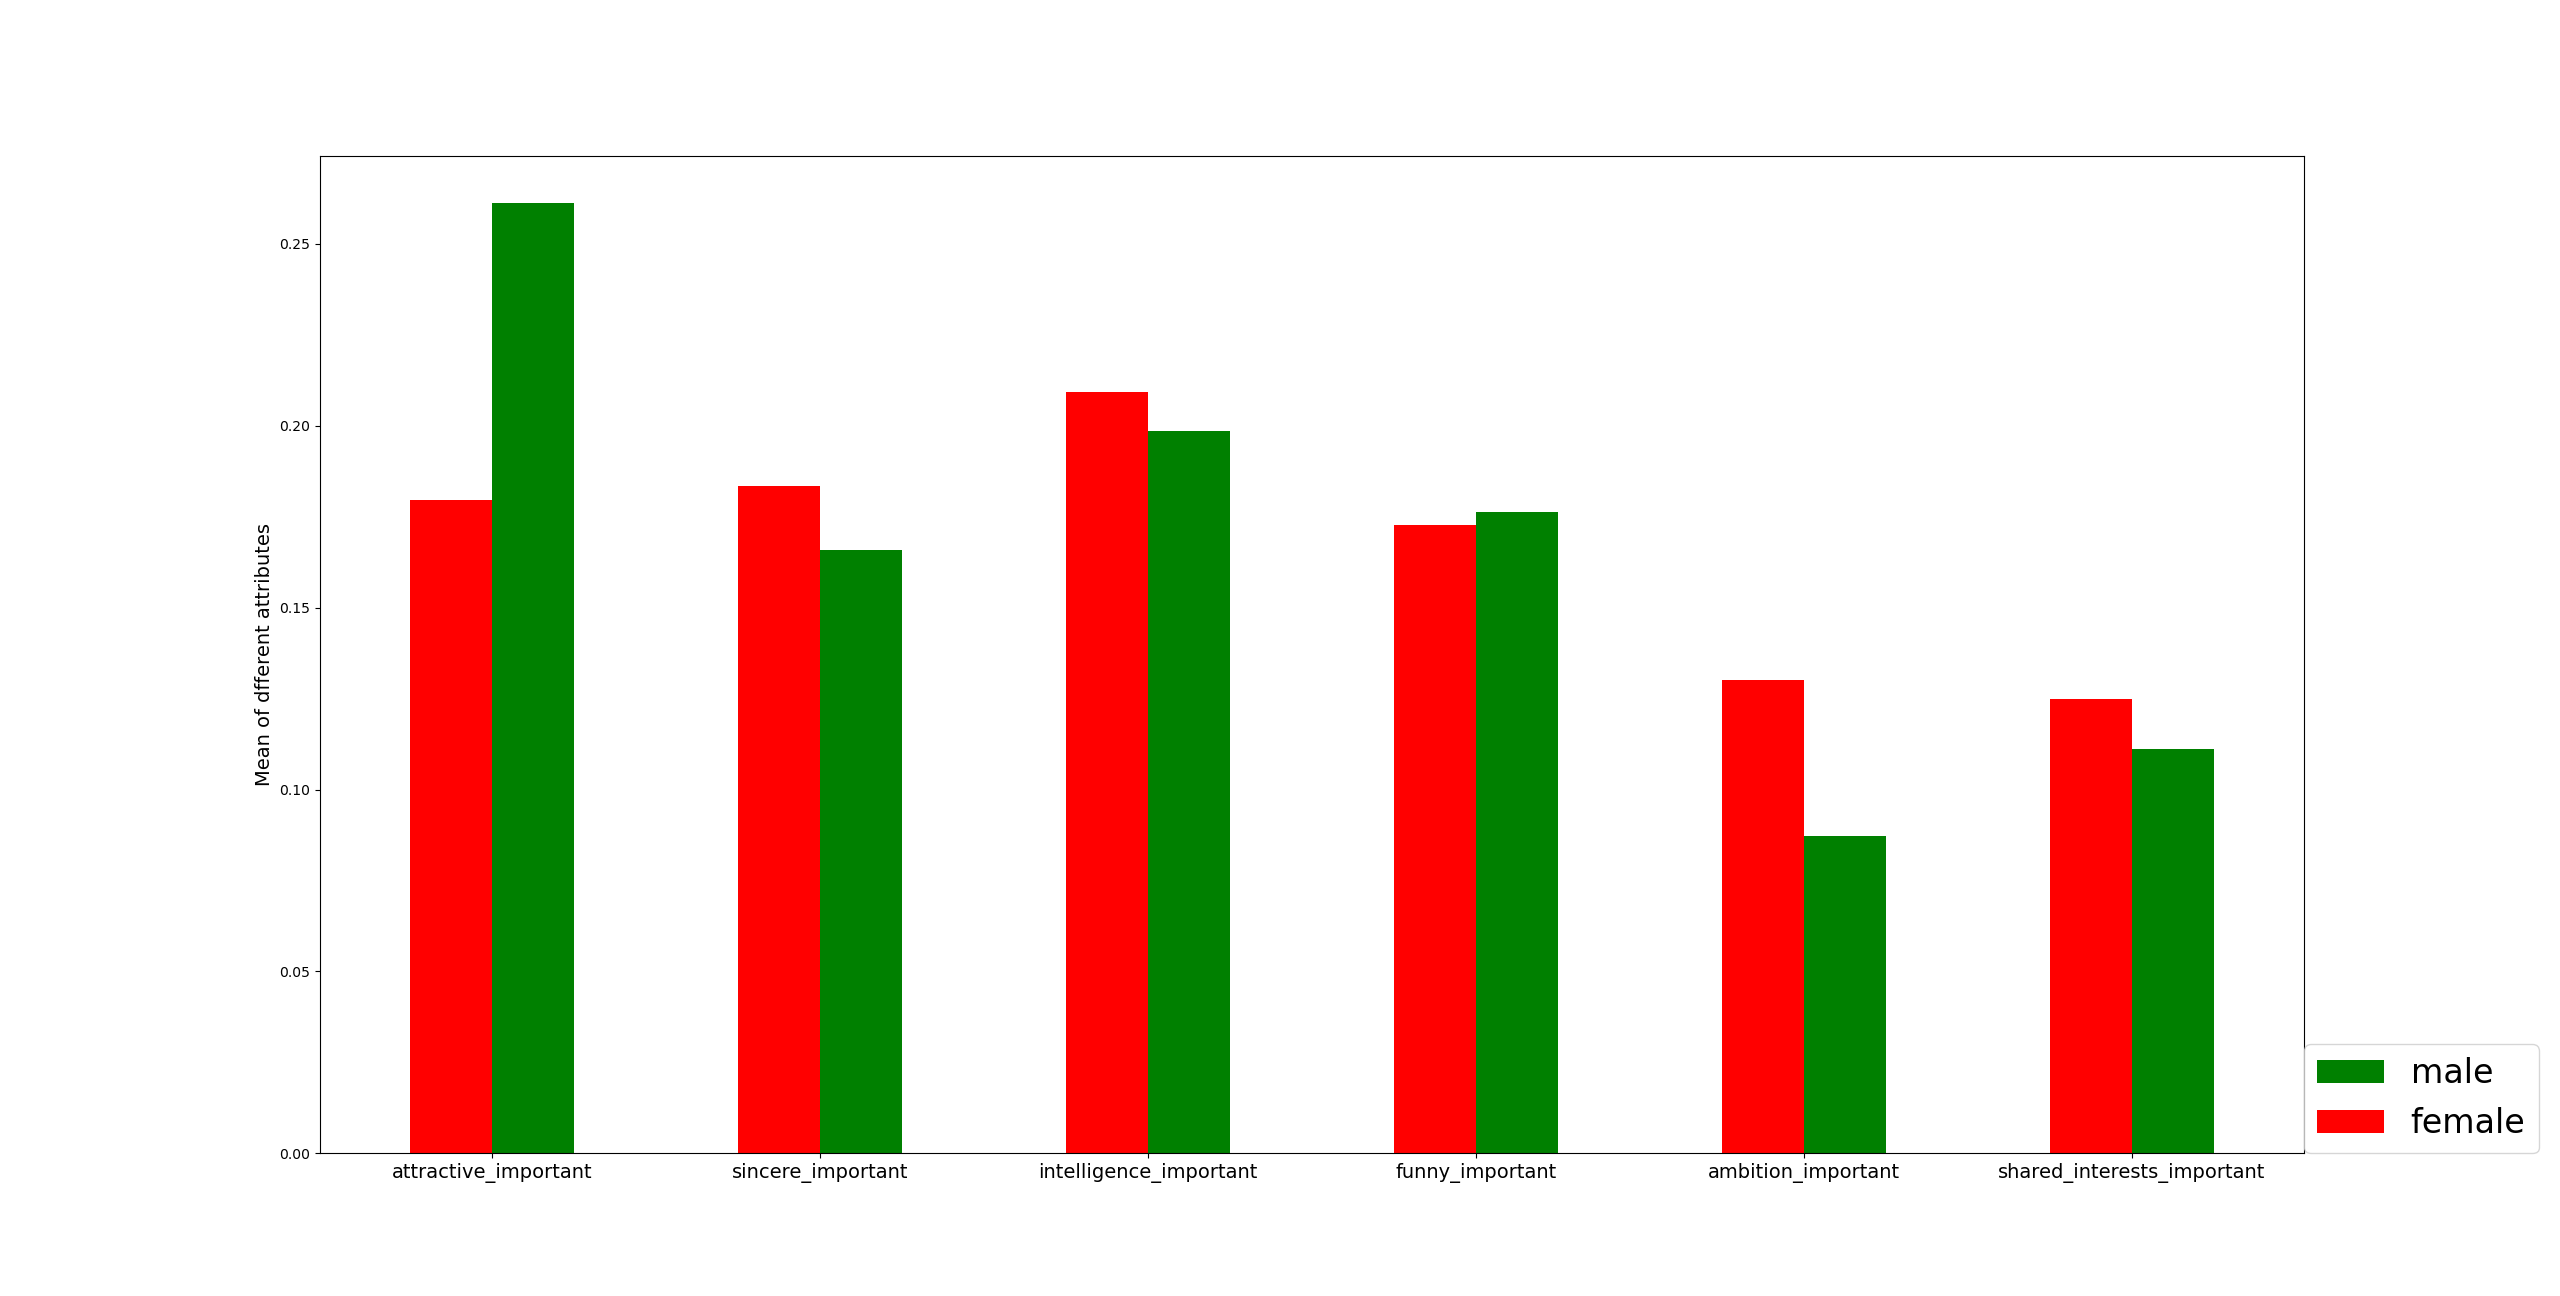 Mean of dfferent attributes
0.25
0.20
0.15
0.10
0.05
0.00
attractive_important
sincere_important
intelligence_important
funny_important
ambition_important
shared_interests_important
male
female